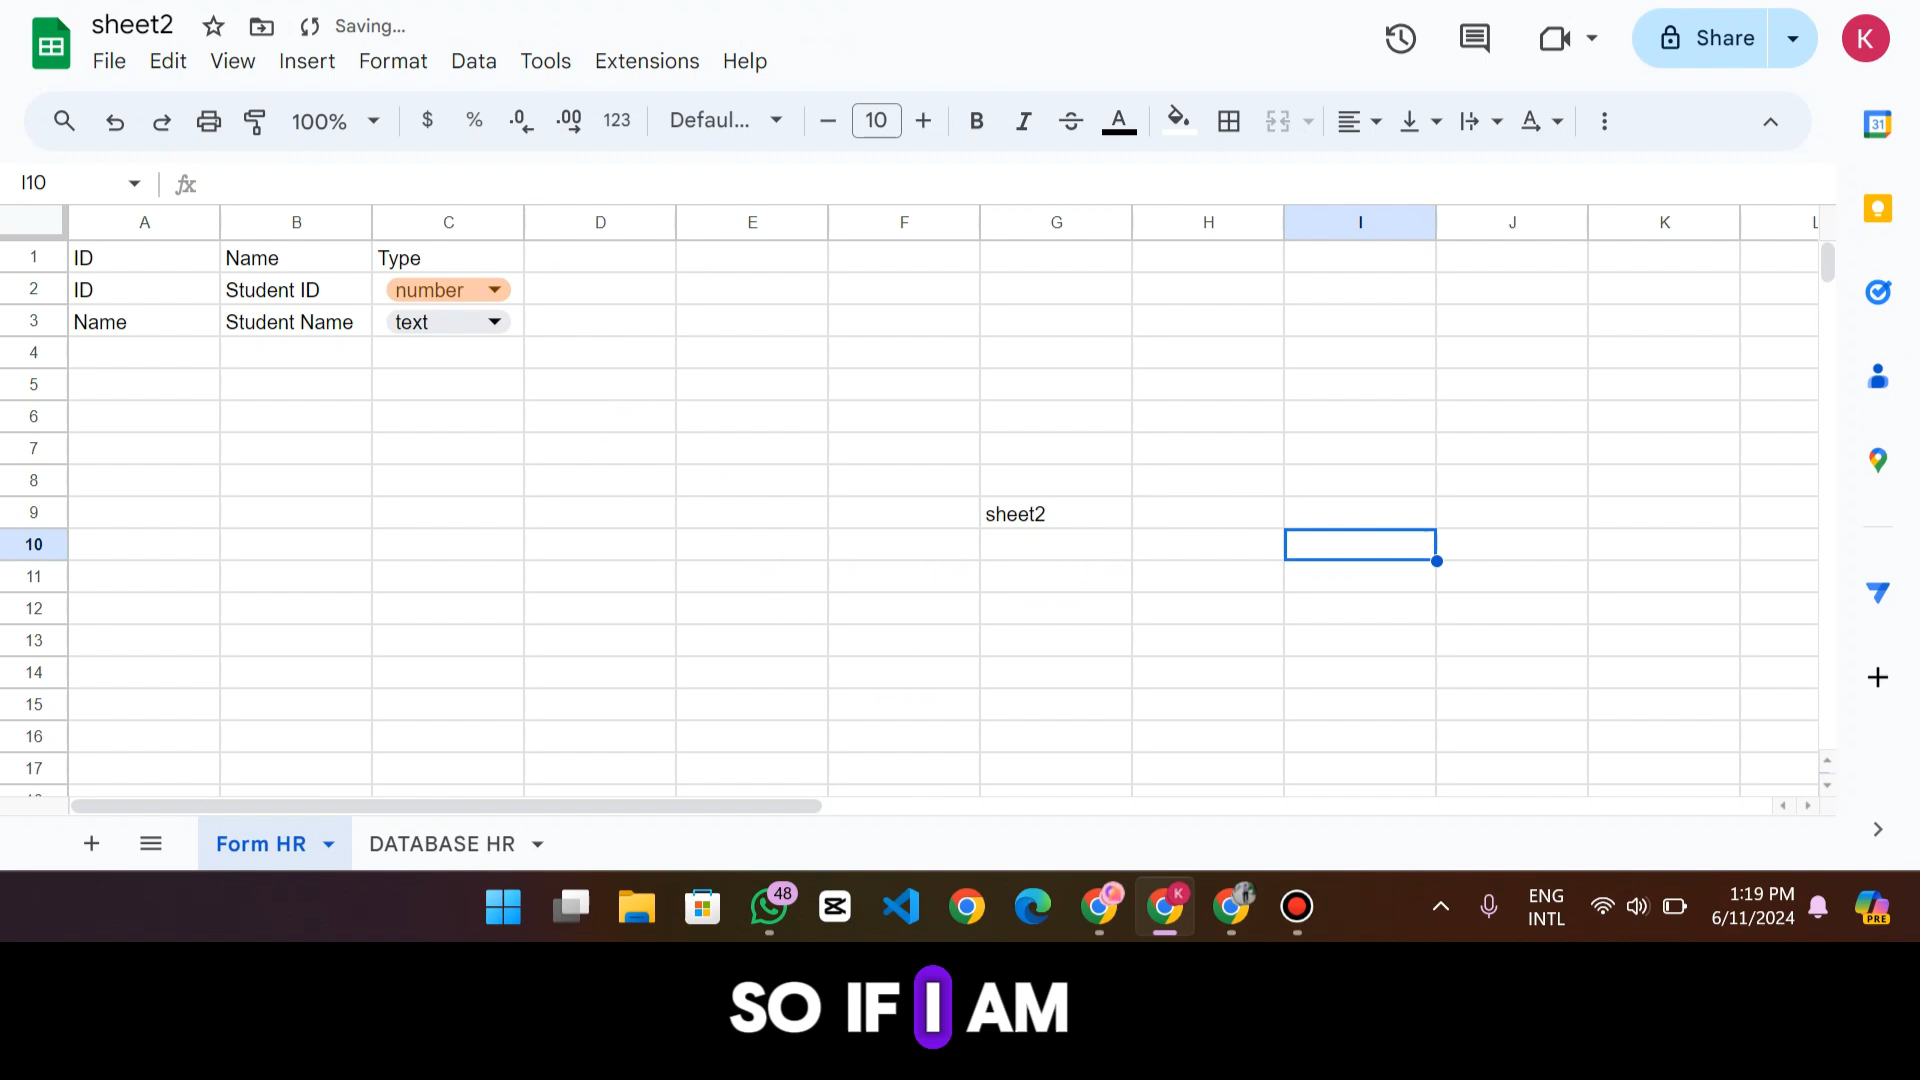 sheet2 Saving...
File Edit View Insert Format Data Tools Extensions Help
Share
K
100% $ % .0 .00 123 Defaul... 10 B I S A A
31
I10 fx
A B C D E F G H I J K L
1 ID Name Type
2 ID Student ID number
3 Name Student Name text
4
5
6
7
8
9 sheet2
10
11
12
13
14
15
16
17
Form HR DATABASE HR
48
K
ENG
INTL
1:19 PM
6/11/2024
PRE
SO IF I AM